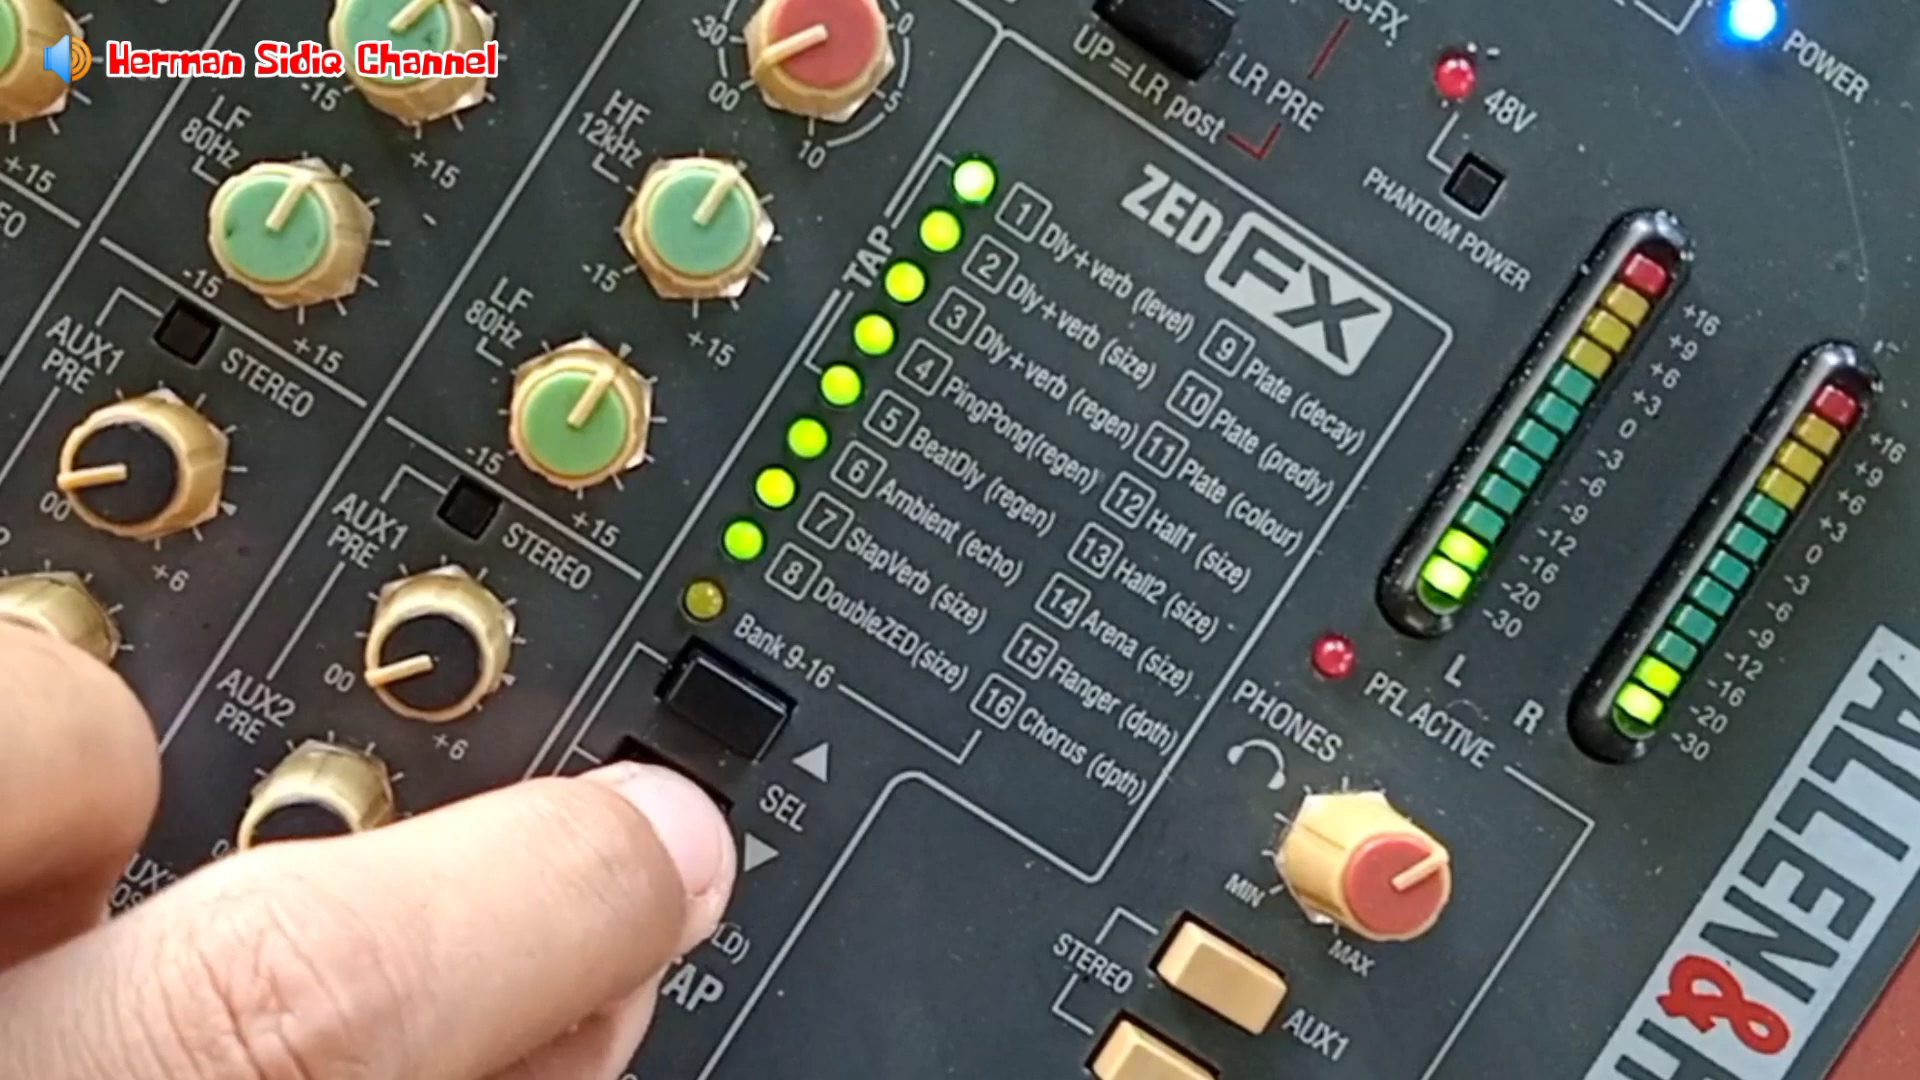 Herman Sidiq Channel
-30
0
5
10
00
UP=LR post
LR PRE
-FX
48V
POWER
PHANTOM POWER
-15
+15
LF
80Hz
-15
+15
+15
HF
12kHz
-15
+15
LF
80Hz
-15
+15
AUX1
PRE
STEREO
00
+6
AUX1
PRE
STEREO
00
+6
AUX2
PRE
TAP
ZED FX
1 Dly+verb (level)
2 Dly+verb (size)
3 Dly+verb (regen)
4 PingPong(regen)
5 BeatDly (regen)
6 Ambient (echo)
7 SlapVerb (size)
8 DoubleZED(size)
9 Plate (decay)
10 Plate (predly)
11 Plate (colour)
12 Hall1 (size)
13 Hall2 (size)
14 Arena (size)
15 Flanger (dpth)
16 Chorus (dpth)
Bank 9-16
SEL
TAP
+16
+9
+6
+3
0
-3
-6
-9
-12
-16
-20
-30
L
+16
+9
+6
+3
0
-3
-6
-9
-12
-16
-20
-30
R
PFL ACTIVE
PHONES
MIN
MAX
STEREO
AUX1
ALLEN&H